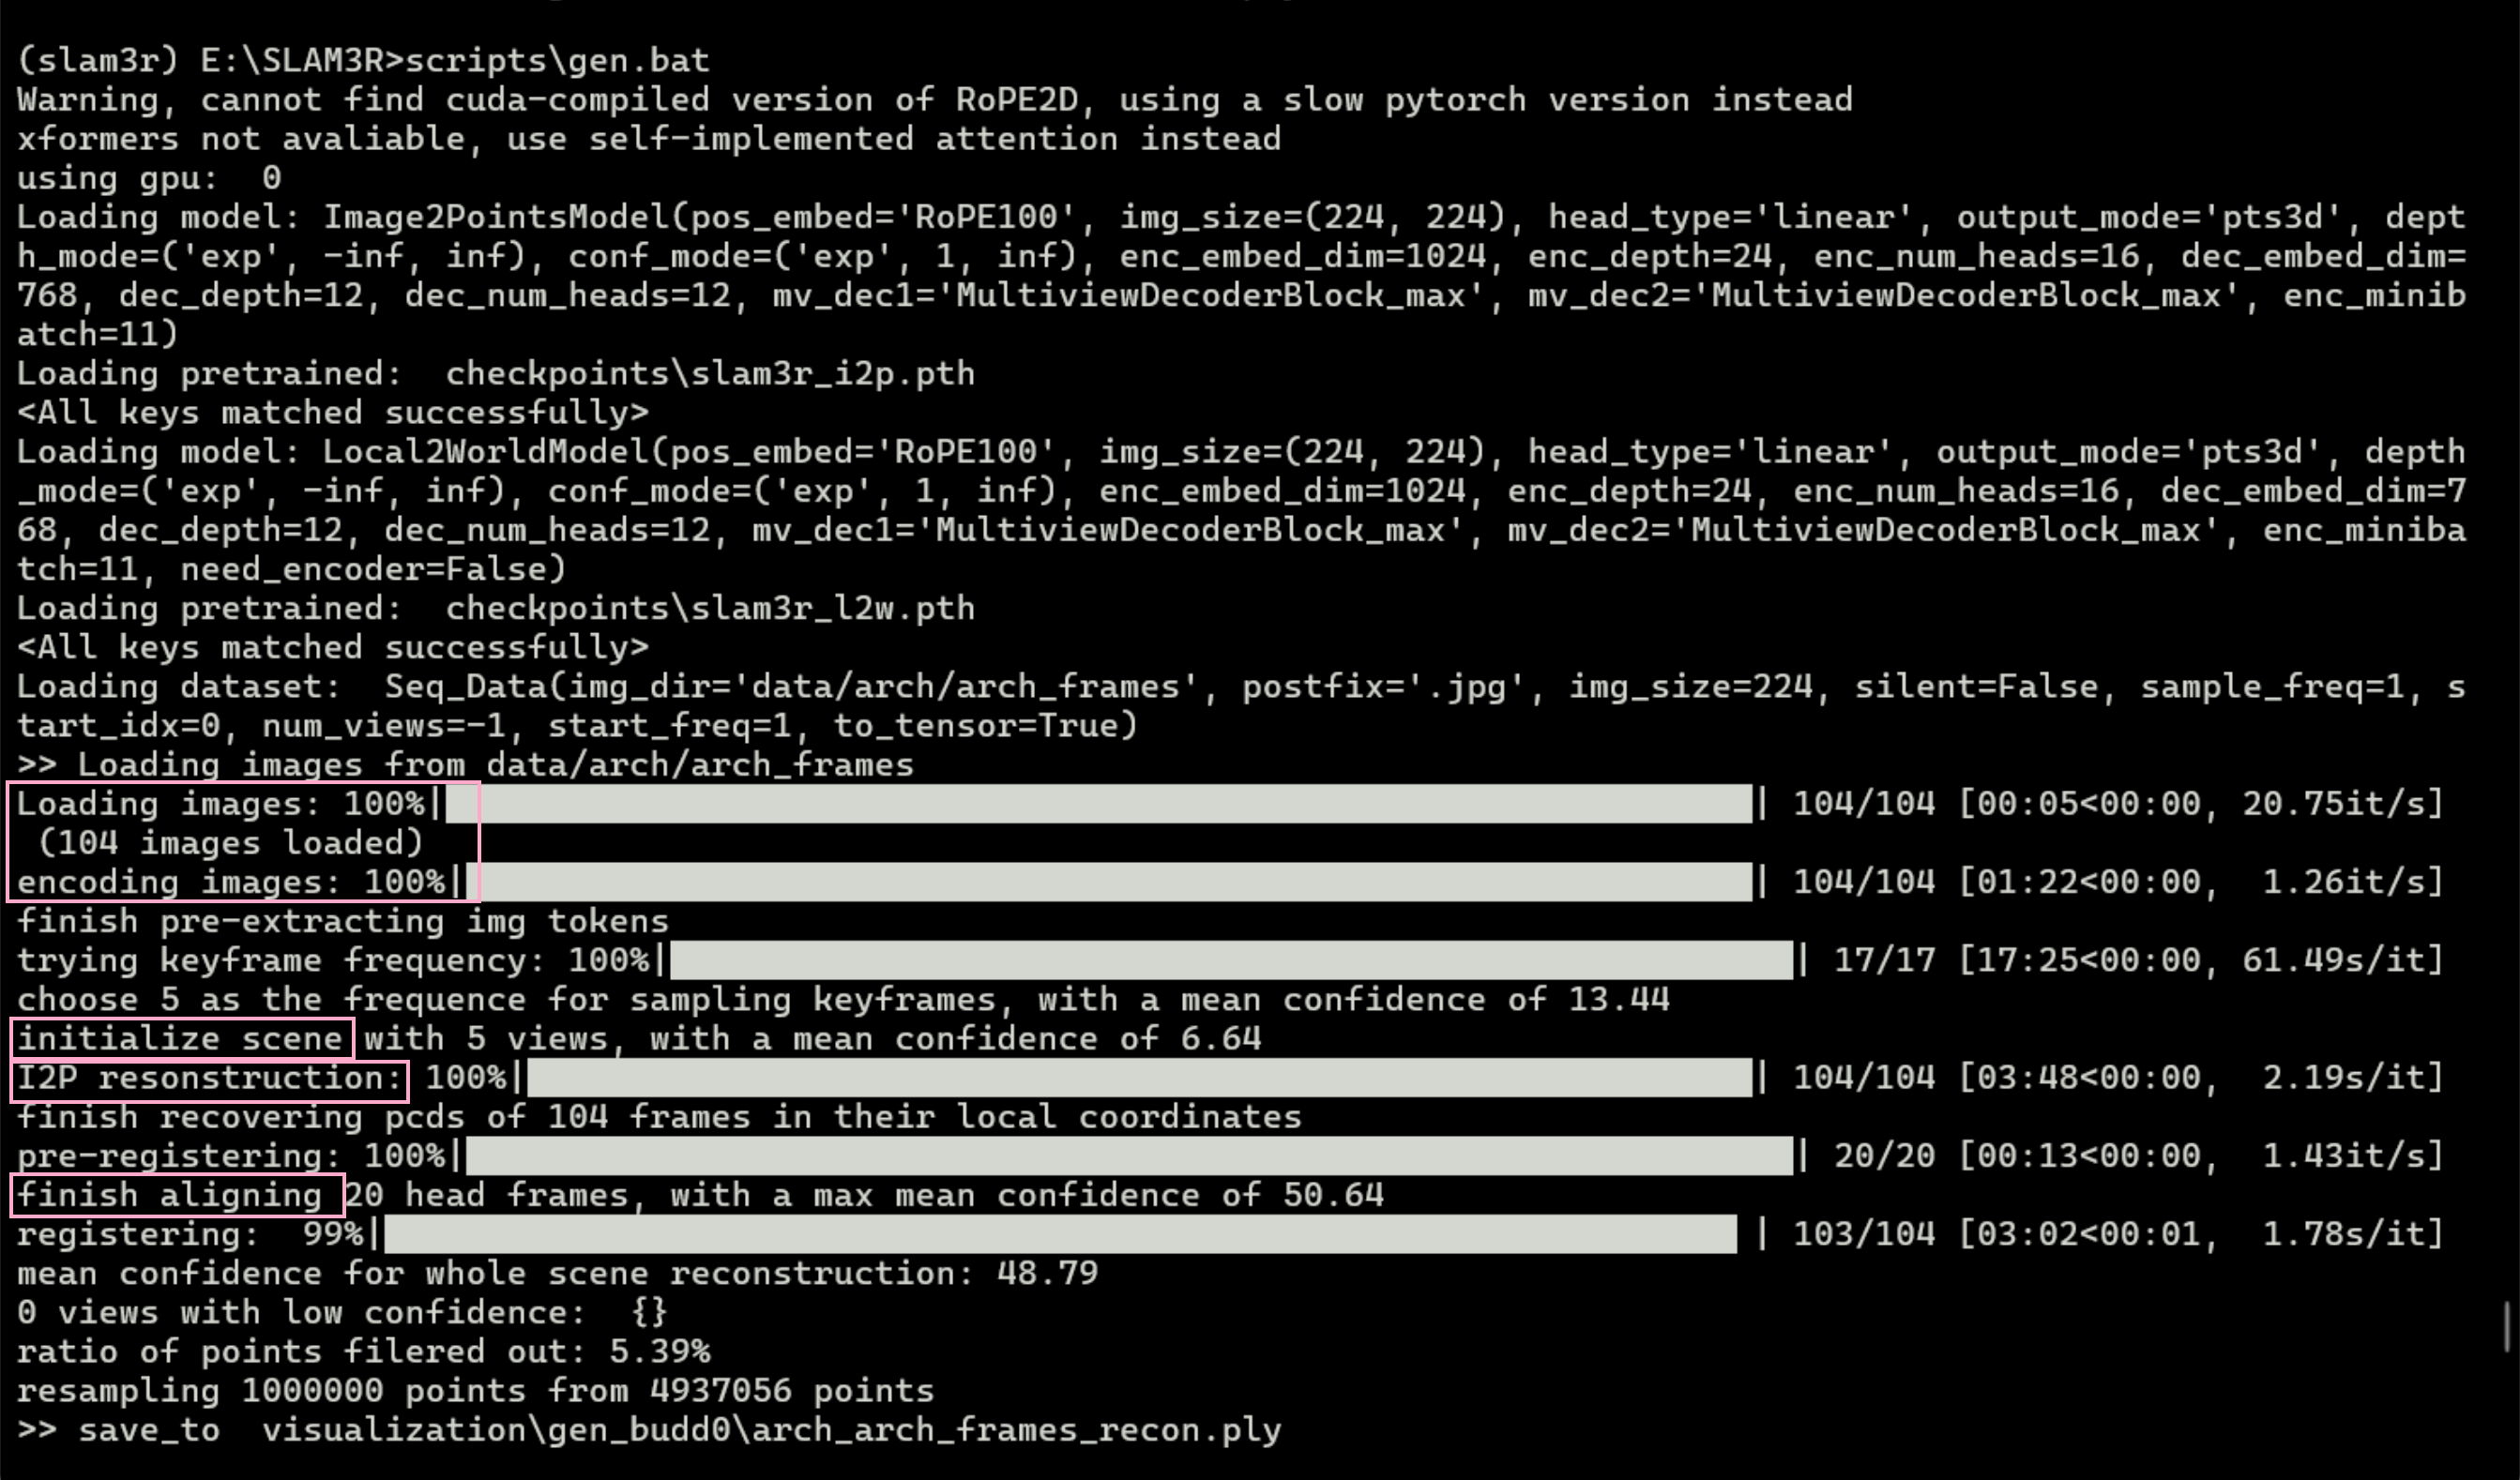 (slam3r) E:\SLAM3R>scripts\gen.bat
Warning, cannot find cuda-compiled version of RoPE2D, using a slow pytorch version instead
xformers not avaliable, use self-implemented attention instead
using gpu:  0
Loading model: Image2PointsModel(pos_embed='RoPE100', img_size=(224, 224), head_type='linear', output_mode='pts3d', dept
h_mode=('exp', -inf, inf), conf_mode=('exp', 1, inf), enc_embed_dim=1024, enc_depth=24, enc_num_heads=16, dec_embed_dim=
768, dec_depth=12, dec_num_heads=12, mv_dec1='MultiviewDecoderBlock_max', mv_dec2='MultiviewDecoderBlock_max', enc_minib
atch=11)
Loading pretrained:  checkpoints\slam3r_i2p.pth
<All keys matched successfully>
Loading model: Local2WorldModel(pos_embed='RoPE100', img_size=(224, 224), head_type='linear', output_mode='pts3d', depth
_mode=('exp', -inf, inf), conf_mode=('exp', 1, inf), enc_embed_dim=1024, enc_depth=24, enc_num_heads=16, dec_embed_dim=7
68, dec_depth=12, dec_num_heads=12, mv_dec1='MultiviewDecoderBlock_max', mv_dec2='MultiviewDecoderBlock_max', enc_miniba
tch=11, need_encoder=False)
Loading pretrained:  checkpoints\slam3r_l2w.pth
<All keys matched successfully>
Loading dataset:  Seq_Data(img_dir='data/arch/arch_frames', postfix='.jpg', img_size=224, silent=False, sample_freq=1, s
tart_idx=0, num_views=-1, start_freq=1, to_tensor=True)
>> Loading images from data/arch/arch_frames
Loading images: 100%| | 104/104 [00:05<00:00, 20.75it/s]
 (104 images loaded)
encoding images: 100%| | 104/104 [01:22<00:00,  1.26it/s]
finish pre-extracting img tokens
trying keyframe frequency: 100%| | 17/17 [17:25<00:00, 61.49s/it]
choose 5 as the frequence for sampling keyframes, with a mean confidence of 13.44
initialize scene with 5 views, with a mean confidence of 6.64
I2P resonstruction: 100%| | 104/104 [03:48<00:00,  2.19s/it]
finish recovering pcds of 104 frames in their local coordinates
pre-registering: 100%| | 20/20 [00:13<00:00,  1.43it/s]
finish aligning 20 head frames, with a max mean confidence of 50.64
registering:  99%| | 103/104 [03:02<00:01,  1.78s/it]
mean confidence for whole scene reconstruction: 48.79
0 views with low confidence:  {}
ratio of points filered out: 5.39%
resampling 1000000 points from 4937056 points
>> save_to  visualization\gen_budd0\arch_arch_frames_recon.ply